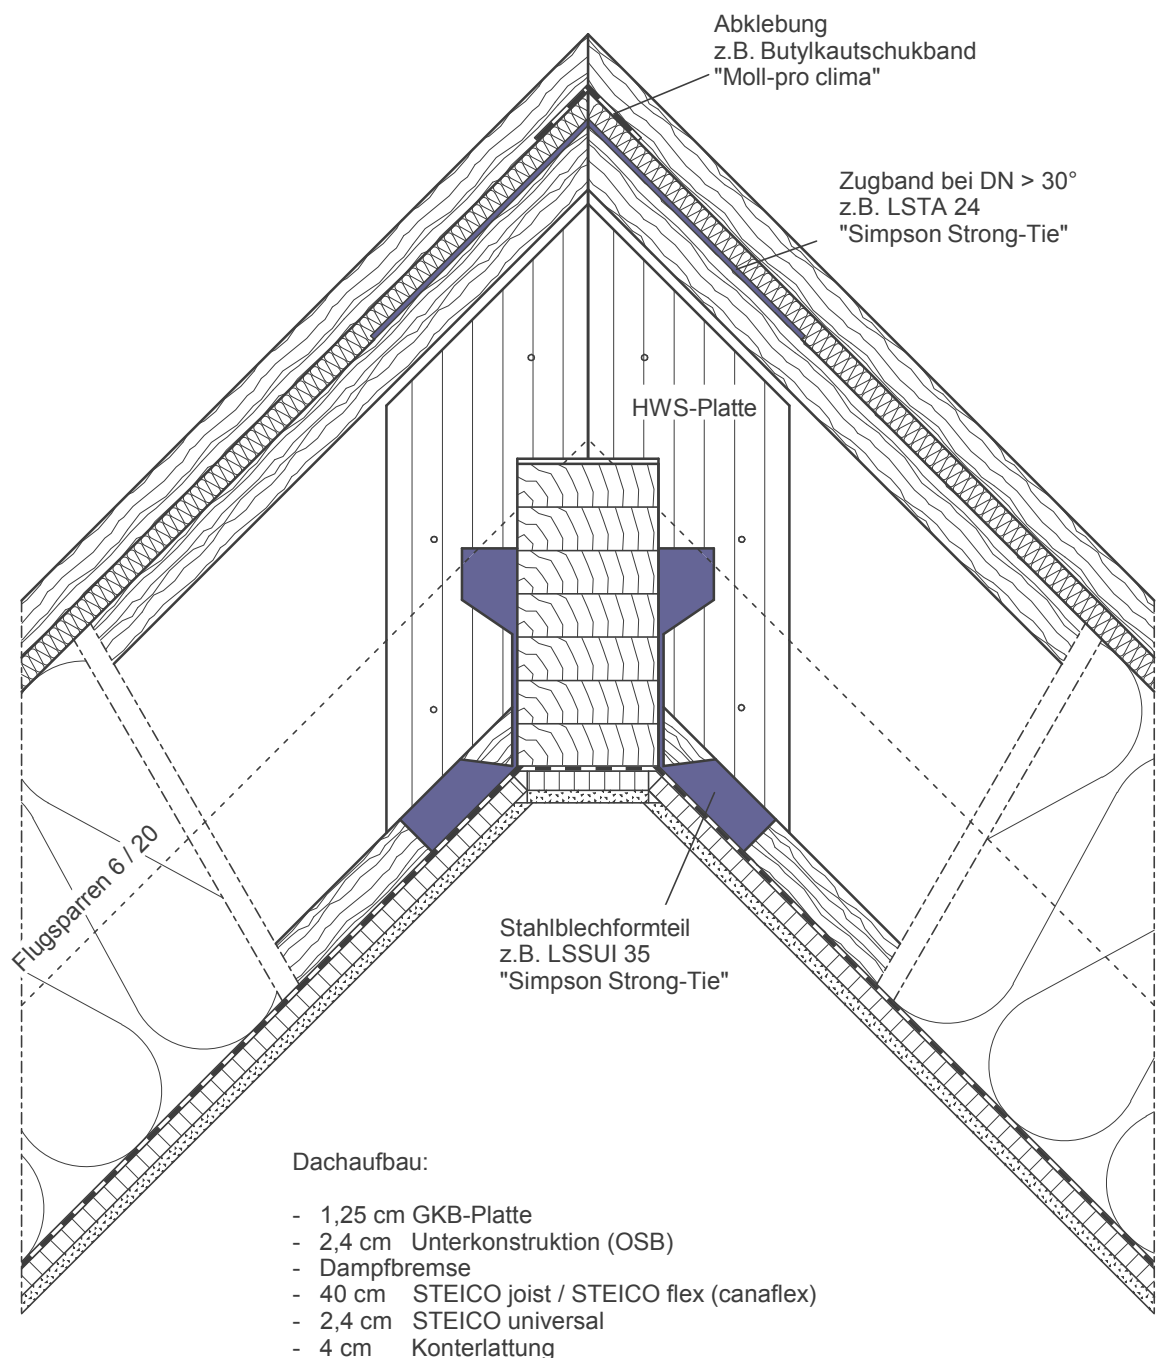 Abklebung
z.B. Butylkautschukband
"Moll-pro clima"
Zugband bei DN > 30°
z.B. LSTA 24
"Simpson Strong-Tie"
HWS-Platte
Flugsparren 6 / 20
Stahlblechformteil
z.B. LSSUI 35
"Simpson Strong-Tie"
Dachaufbau:
- 1,25 cm GKB-Platte
- 2,4 cm Unterkonstruktion (OSB)
- Dampfbremse
- 40 cm STEICO joist / STEICO flex (canaflex)
- 2,4 cm STEICO universal
- 4 cm Konterlattung